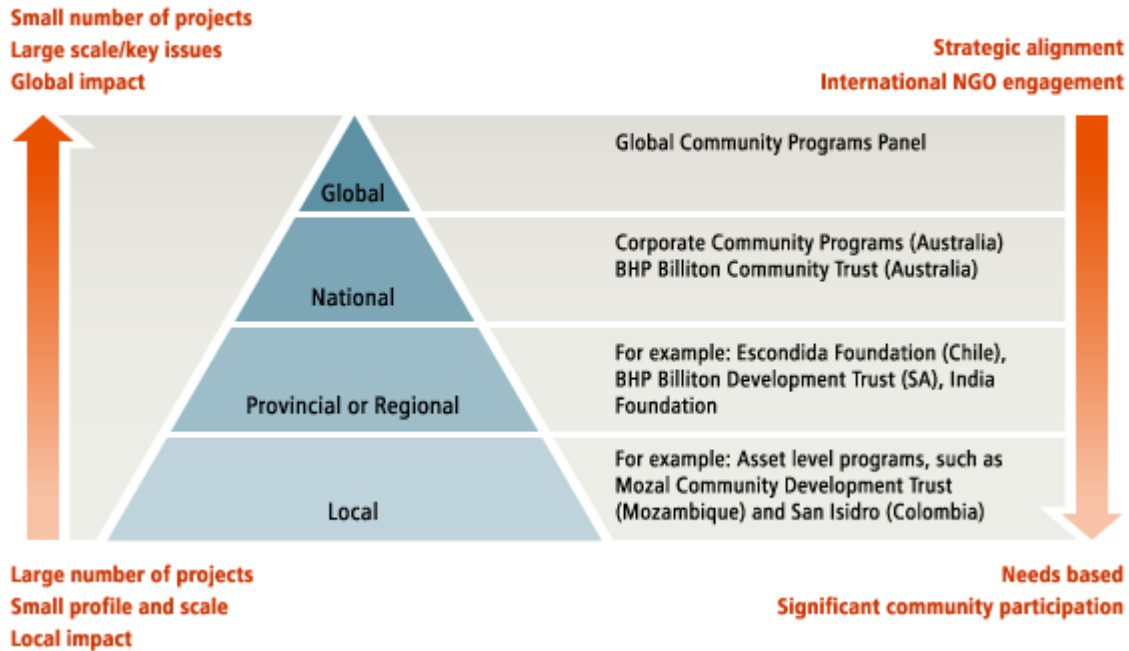 Small number of projects
Large scale/key issues
Global impact
Strategic alignment
International NGO engagement
Global
Global Community Programs Panel
National
Corporate Community Programs (Australia)
BHP Billiton Community Trust (Australia)
Provincial or Regional
For example: Escondida Foundation (Chile),
BHP Billiton Development Trust (SA), India
Foundation
Local
For example: Asset level programs, such as
Mozal Community Development Trust
(Mozambique) and San Isidro (Colombia)
Large number of projects
Small profile and scale
Local impact
Needs based
Significant community participation